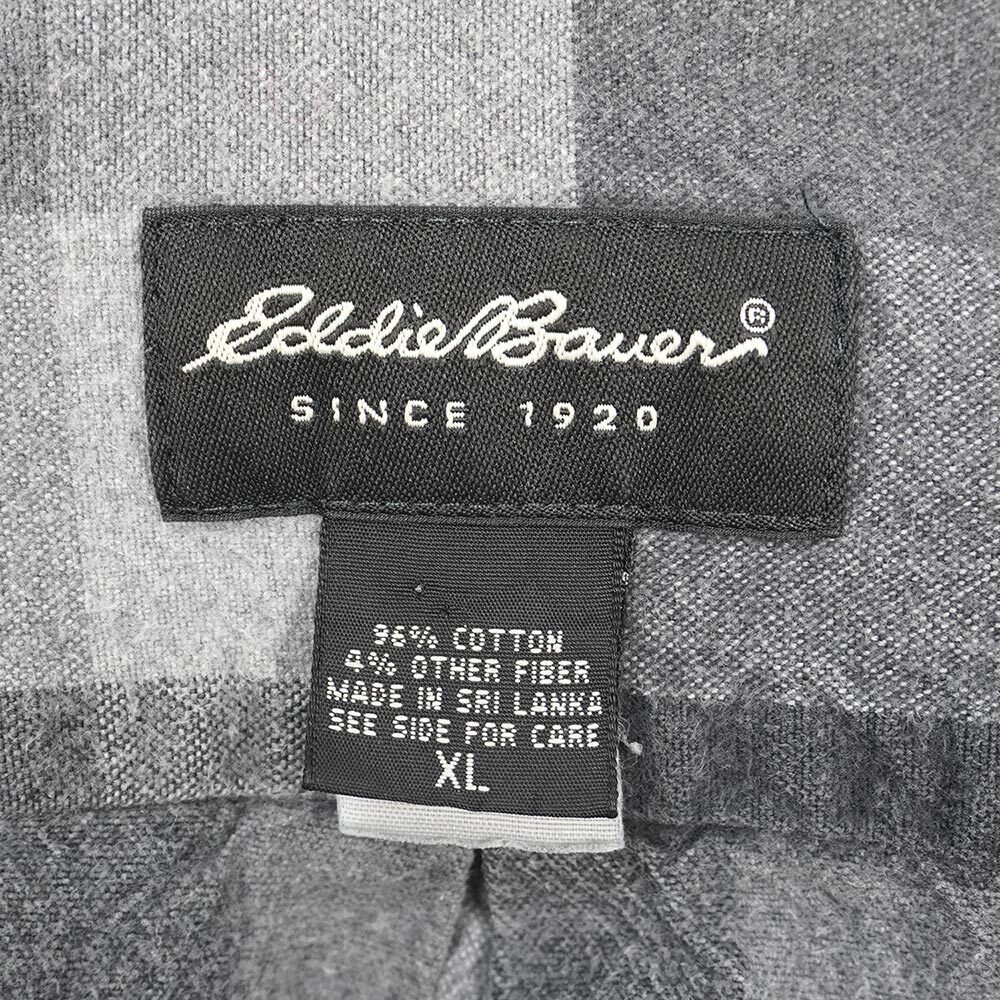 Eddie Bauer®
SINCE 1920
96% COTTON
4% OTHER FIBER
MADE IN SRI LANKA
SEE SIDE FOR CARE
XL